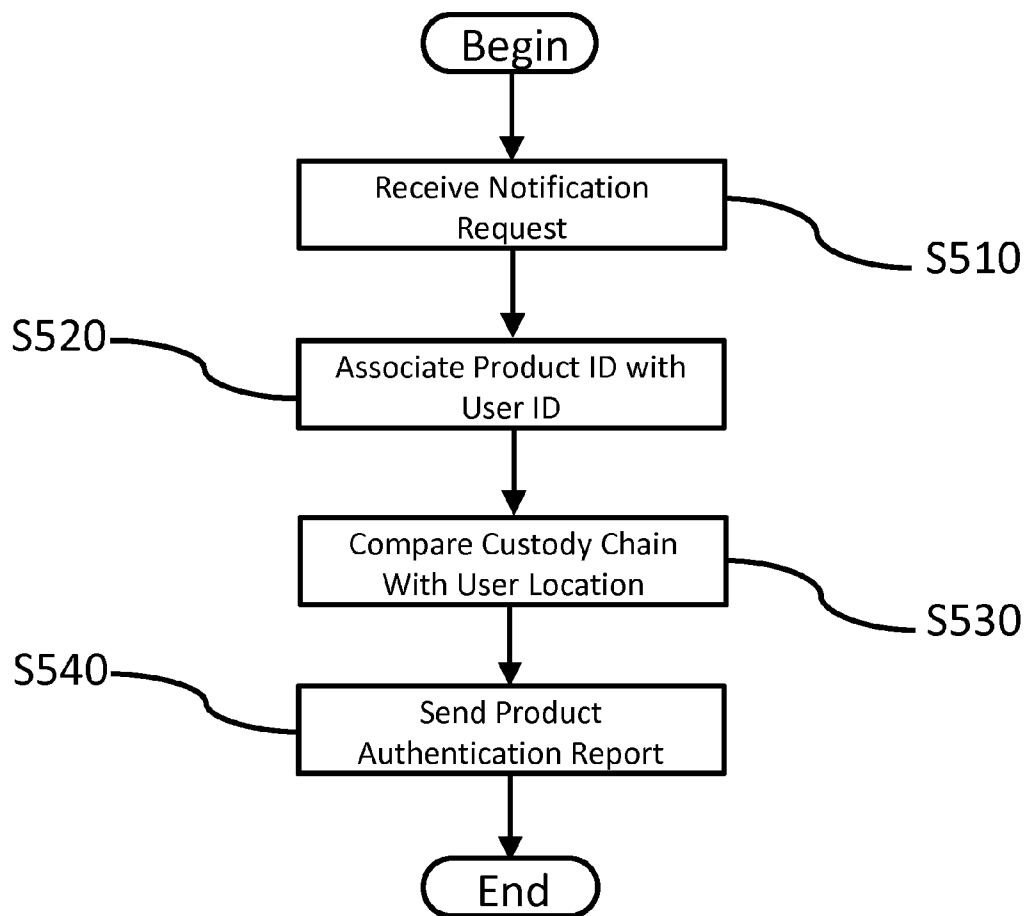 Begin
Receive Notification
Request
S510
S520
Associate Product ID with
User ID
Compare Custody Chain
With User Location
S530
S540
Send Product
Authentication Report
End